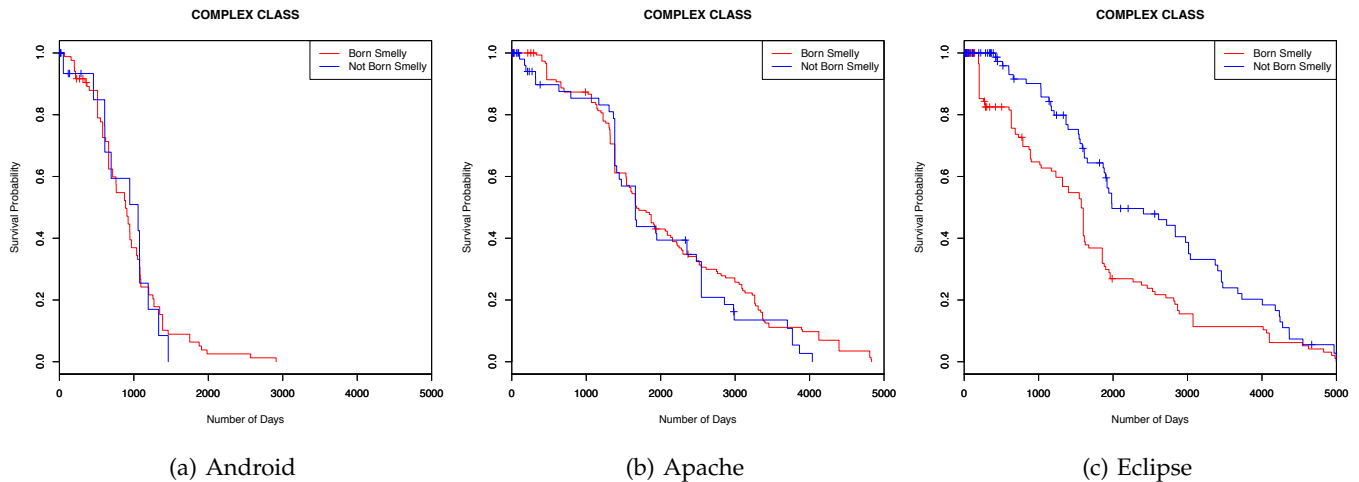 COMPLEX CLASS
Born Smelly
Not Born Smelly
Survival Probability
1.0
0.8
0.6
0.4
0.2
0.0
0 1000 2000 3000 4000 5000
Number of Days
(a) Android
COMPLEX CLASS
Born Smelly
Not Born Smelly
Survival Probability
1.0
0.8
0.6
0.4
0.2
0.0
0 1000 2000 3000 4000 5000
Number of Days
(b) Apache
COMPLEX CLASS
Born Smelly
Not Born Smelly
Survival Probability
1.0
0.8
0.6
0.4
0.2
0.0
0 1000 2000 3000 4000 5000
Number of Days
(c) Eclipse